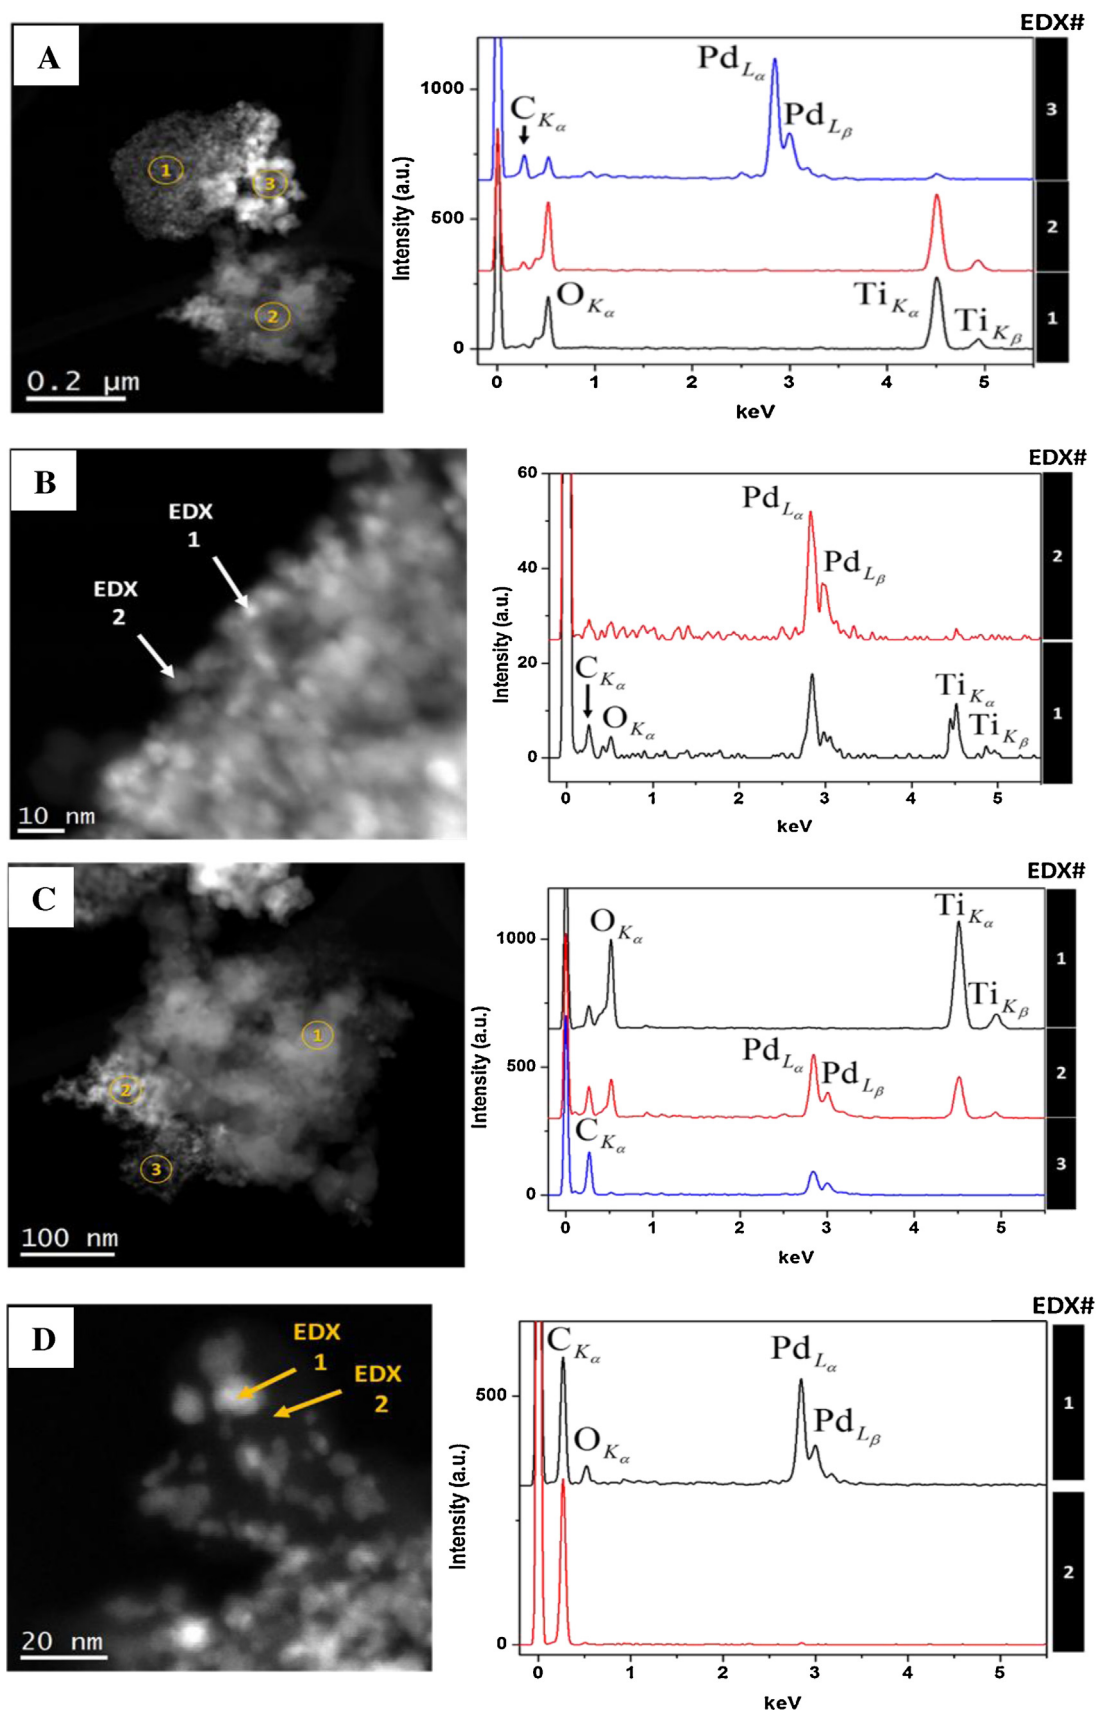 EDX#
A
1
3
2
0.2 µm
Intensity (a.u.)
1000
500
0
C Kα
Pd Lα
Pd Lβ
O Kα
Ti Kα
Ti Kβ
3
2
1
0 1 2 3 4 5
keV
B
EDX
1
EDX
2
10 nm
EDX#
Intensity (a.u.)
60
40
20
0
Pd Lα
Pd Lβ
C Kα
O Kα
Ti Kα
Ti Kβ
2
1
0 1 2 3 4 5
keV
C
1
2
3
100 nm
EDX#
Intensity (a.u.)
1000
500
0
O Kα
Ti Kα
Ti Kβ
Pd Lα
Pd Lβ
C Kα
1
2
3
0 1 2 3 4 5
keV
D
EDX
1
EDX
2
20 nm
EDX#
Intensity (a.u.)
500
0
C Kα
O Kα
Pd Lα
Pd Lβ
1
2
0 1 2 3 4 5
keV